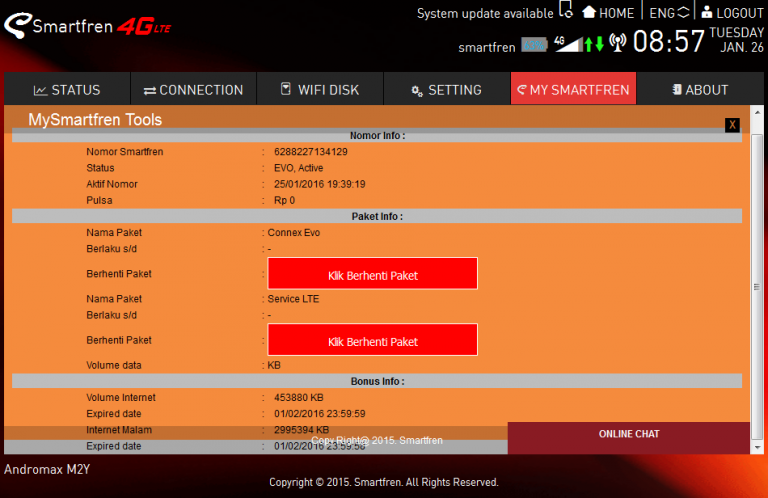 Smartfren 4G LTE
System update available HOME | ENG | LOGOUT
smartfren 4G 08:57 TUESDAY JAN. 26
STATUS CONNECTION WIFI DISK SETTING MY SMARTFREN ABOUT
MySmartfren Tools
X
Nomor Info :
Nomor Smartfren : 6288227134129
Status : EVO, Active
Aktif Nomor : 25/01/2016 19:39:19
Pulsa : Rp 0
Paket Info :
Nama Paket : Connex Evo
Berlaku s/d : -
Berhenti Paket : Klik Berhenti Paket
Nama Paket : Service LTE
Berlaku s/d : -
Berhenti Paket : Klik Berhenti Paket
Volume data : KB
Bonus Info :
Volume Internet : 453880 KB
Expired date : 01/02/2016 23:59:59
Internet Malam : 2995394 KB
Expired date : 01/02/2016 23:59:58
Copy Right@ 2015. Smartfren
ONLINE CHAT
Andromax M2Y
Copyright © 2015. Smartfren. All Rights Reserved.